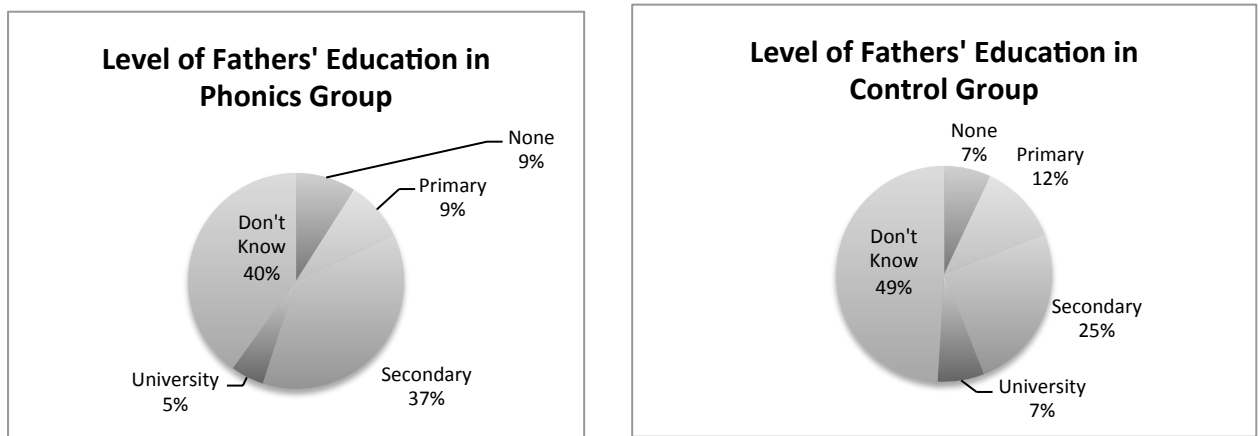 Level of Fathers' Education in
Phonics Group
None
9%
Primary
9%
Don't
Know
40%
University
5%
Secondary
37%
Level of Fathers' Education in
Control Group
None
7%
Primary
12%
Don't
Know
49%
Secondary
25%
University
7%